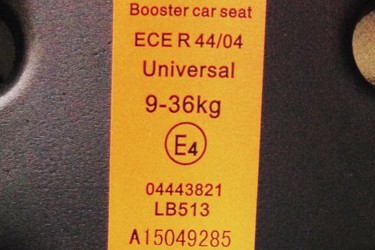 Booster car seat
ECE R 44/04
Universal
9-36kg
E4
04443821
LB513
A15049285